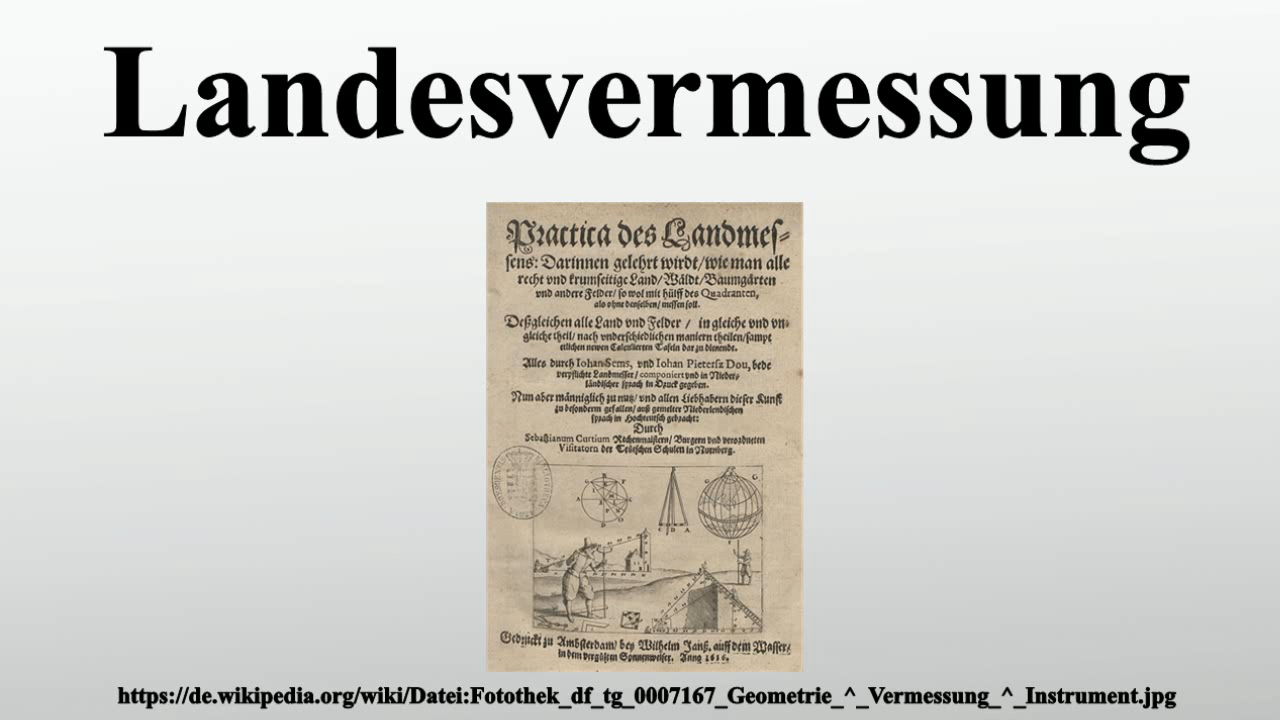 Landesvermessung
Practica des Landmes-
sens: Darinnen gelehrt wirdt/wie man alle
recht vnd krumseitige Land/Wäldt/Baumgärten
vnd andere Felder/ so wol mit hülff des Quadranten,
als ohne denselben/ messen soll.
Deßgleichen alle Land vnd Felder / in gleiche vnd vn-
gleiche theil/ nach vnderschiedlichen maniern theilen/sampt
etlichen newen Calculierten Tafeln dar zu dienende.
Alles durch Iohan Sems, vnd Iohan Pietersz Dou, bede
verpflichte Landmesser/ componiert vnd in Nieder-
ländischer sprach in Druck gegeben.
Nun aber männiglich zu nutz/ vnd allen Liebhabern dieser Kunst
zu besonderm gefallen/ auß gemelter Niederlendischen
sprach in Hochteutsch gebracht:
Durch
Sebastianum Curtium Rechenmaistern/ Burgern vnd verordneten
Visitatorn der Teütschen Schulen in Nurnberg.
Gedruckt zu Ambsterdam/ bey Wilhelm Janß. auff dem Wasser/
in dem vergülten Sonnenweiser. Anno 1616.
https://de.wikipedia.org/wiki/Datei:Fotothek_df_tg_0007167_Geometrie_^_Vermessung_^_Instrument.jpg